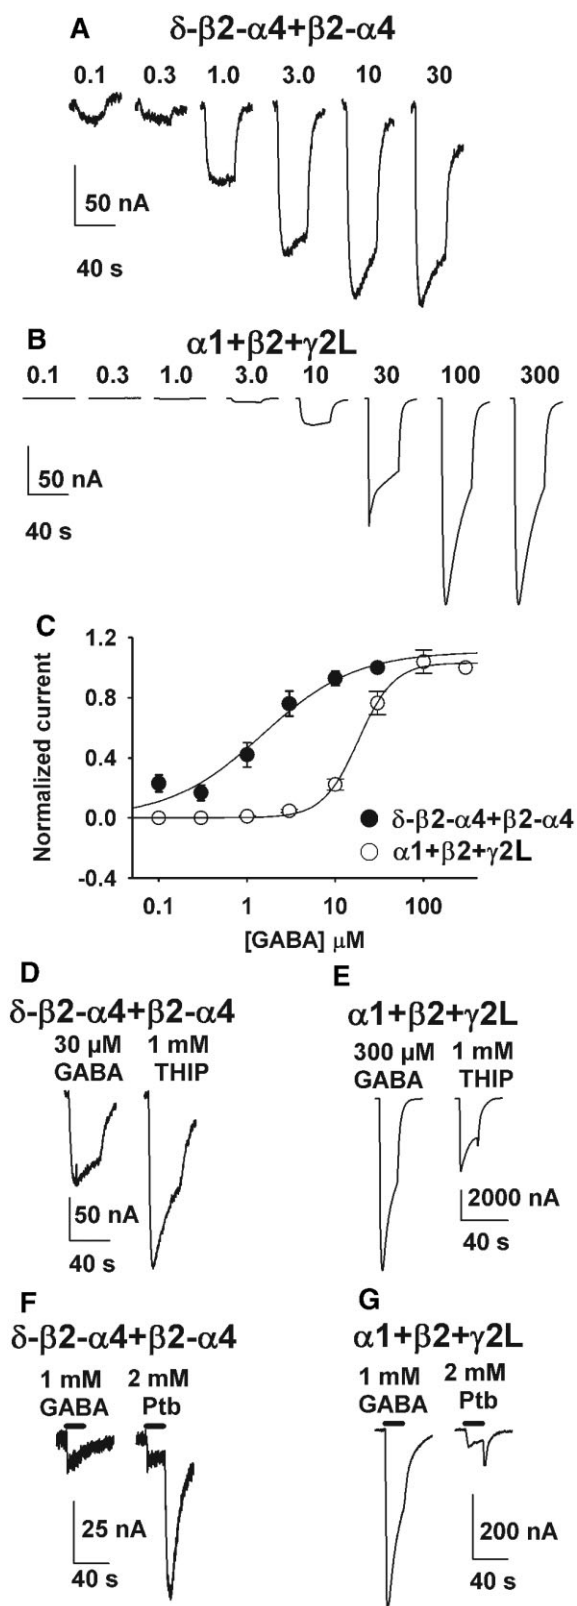 A
δ-β2-α4+β2-α4
0.1 0.3 1.0 3.0 10 30
50 nA
40 s
B
α1+β2+γ2L
0.1 0.3 1.0 3.0 10 30 100 300
50 nA
40 s
C
Normalized current
1.2
0.8
0.4
0.0
-0.4
δ-β2-α4+β2-α4
α1+β2+γ2L
0.1 1 10 100
[GABA] μM
D
δ-β2-α4+β2-α4
30 μM 1 mM
GABA THIP
50 nA
40 s
E
α1+β2+γ2L
300 μM 1 mM
GABA THIP
2000 nA
40 s
F
δ-β2-α4+β2-α4
1 mM 2 mM
GABA Ptb
25 nA
40 s
G
α1+β2+γ2L
1 mM 2 mM
GABA Ptb
200 nA
40 s